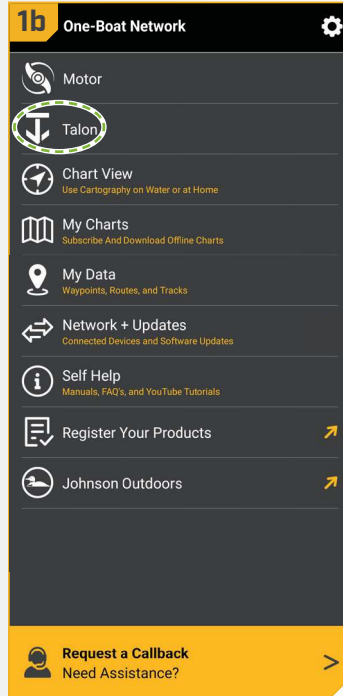 1b
One-Boat Network
Motor
Talon
Chart View
Use Cartography on Water or at Home
My Charts
Subscribe And Download Offline Charts
My Data
Waypoints, Routes, and Tracks
Network + Updates
Connected Devices and Software Updates
Self Help
Manuals, FAQ's, and YouTube Tutorials
Register Your Products
Johnson Outdoors
Request a Callback
Need Assistance?